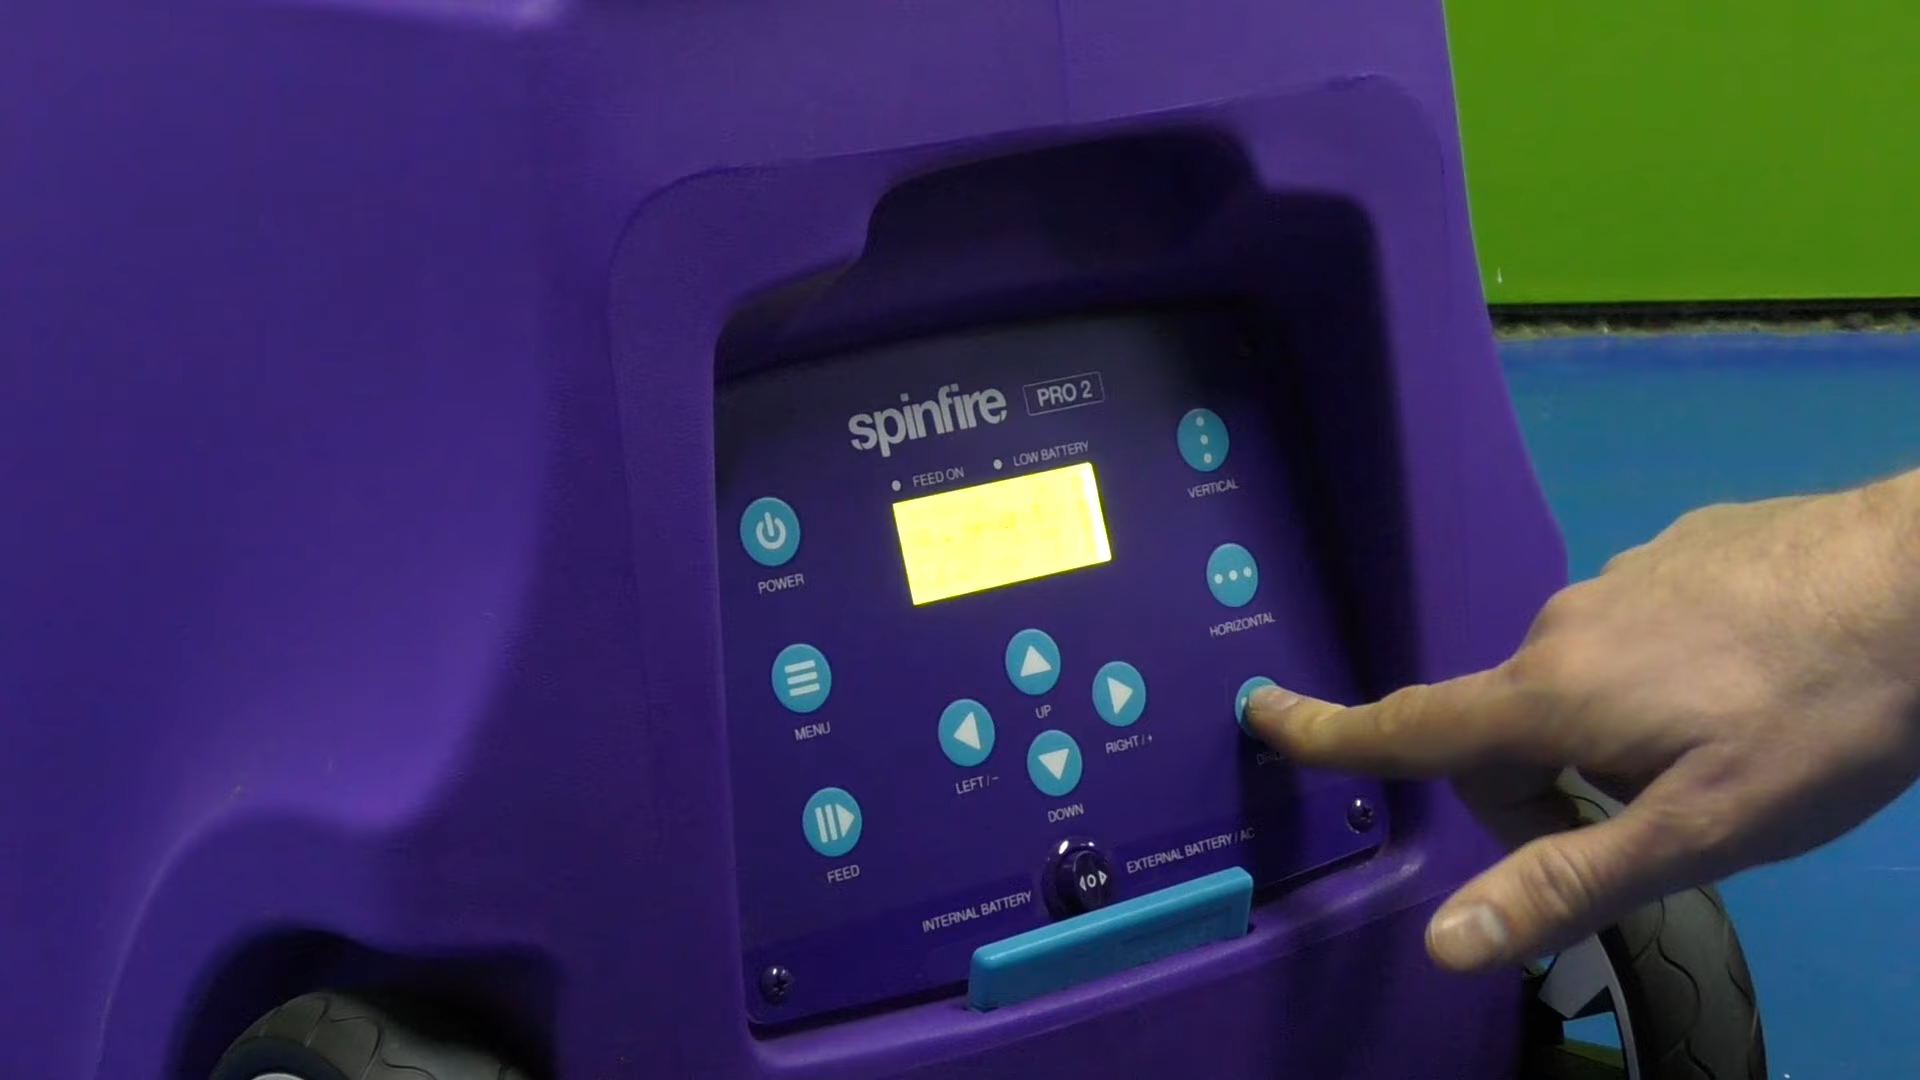 spinfire PRO 2
FEED ON
LOW BATTERY
POWER
VERTICAL
HORIZONTAL
MENU
UP
LEFT / −
RIGHT / +
DOWN
FEED
INTERNAL BATTERY
EXTERNAL BATTERY / AC